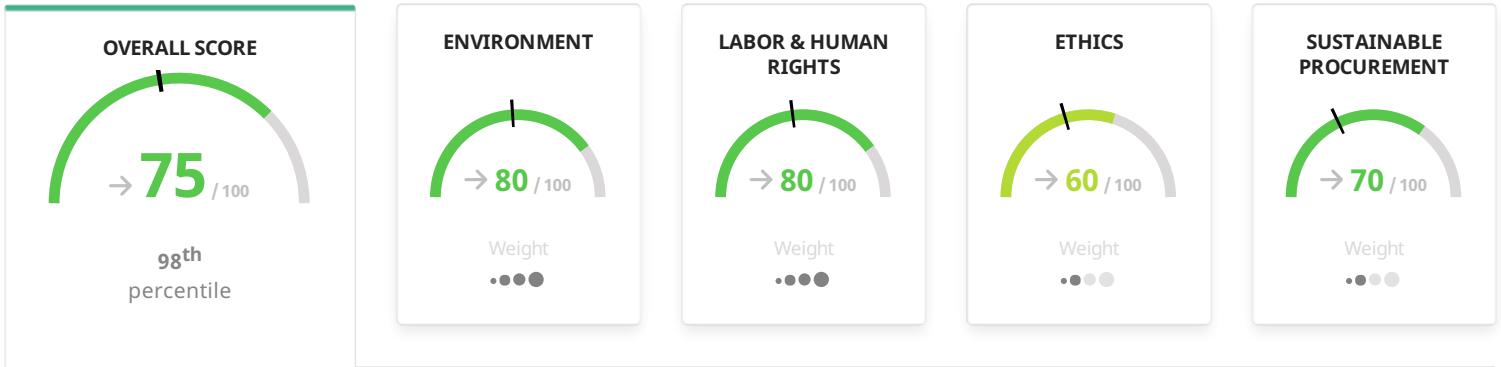 OVERALL SCORE
75 / 100
98th
percentile
ENVIRONMENT
80 / 100
Weight
LABOR & HUMAN
RIGHTS
80 / 100
Weight
ETHICS
60 / 100
Weight
SUSTAINABLE
PROCUREMENT
70 / 100
Weight